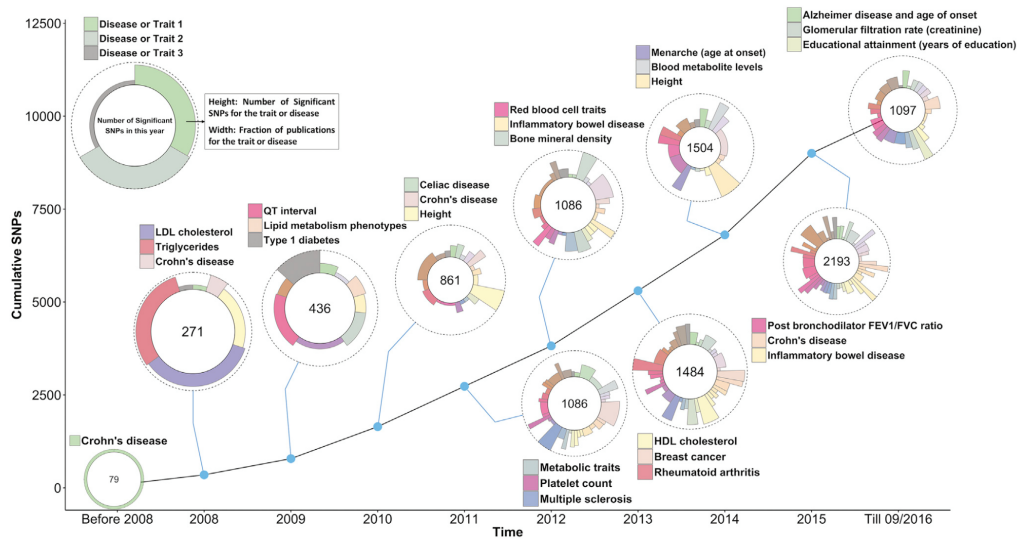 12500
10000
7500
5000
2500
0
Cumulative SNPs
Disease or Trait 1
Disease or Trait 2
Disease or Trait 3
Number of Significant
SNPs in this year
Height: Number of Significant
SNPs for the trait or disease
Width: Fraction of publications
for the trait or disease
Crohn's disease
79
LDL cholesterol
Triglycerides
Crohn's disease
271
QT interval
Lipid metabolism phenotypes
Type 1 diabetes
436
Celiac disease
Crohn's disease
Height
861
Red blood cell traits
Inflammatory bowel disease
Bone mineral density
1086
1086
Metabolic traits
Platelet count
Multiple sclerosis
Menarche (age at onset)
Blood metabolite levels
Height
1504
1484
HDL cholesterol
Breast cancer
Rheumatoid arthritis
Alzheimer disease and age of onset
Glomerular filtration rate (creatinine)
Educational attainment (years of education)
1097
2193
Post bronchodilator FEV1/FVC ratio
Crohn's disease
Inflammatory bowel disease
Before 2008
2008
2009
2010
2011
2012
2013
2014
2015
Till 09/2016
Time